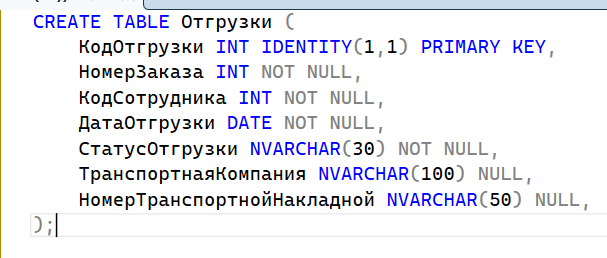 CREATE TABLE Отгрузки (
КодОтгрузки INT IDENTITY(1,1) PRIMARY KEY,
НомерЗаказа INT NOT NULL,
КодСотрудника INT NOT NULL,
ДатаОтгрузки DATE NOT NULL,
СтатусОтгрузки NVARCHAR(30) NOT NULL,
ТранспортнаяКомпания NVARCHAR(100) NULL,
НомерТранспортнойНакладной NVARCHAR(50) NULL,
);